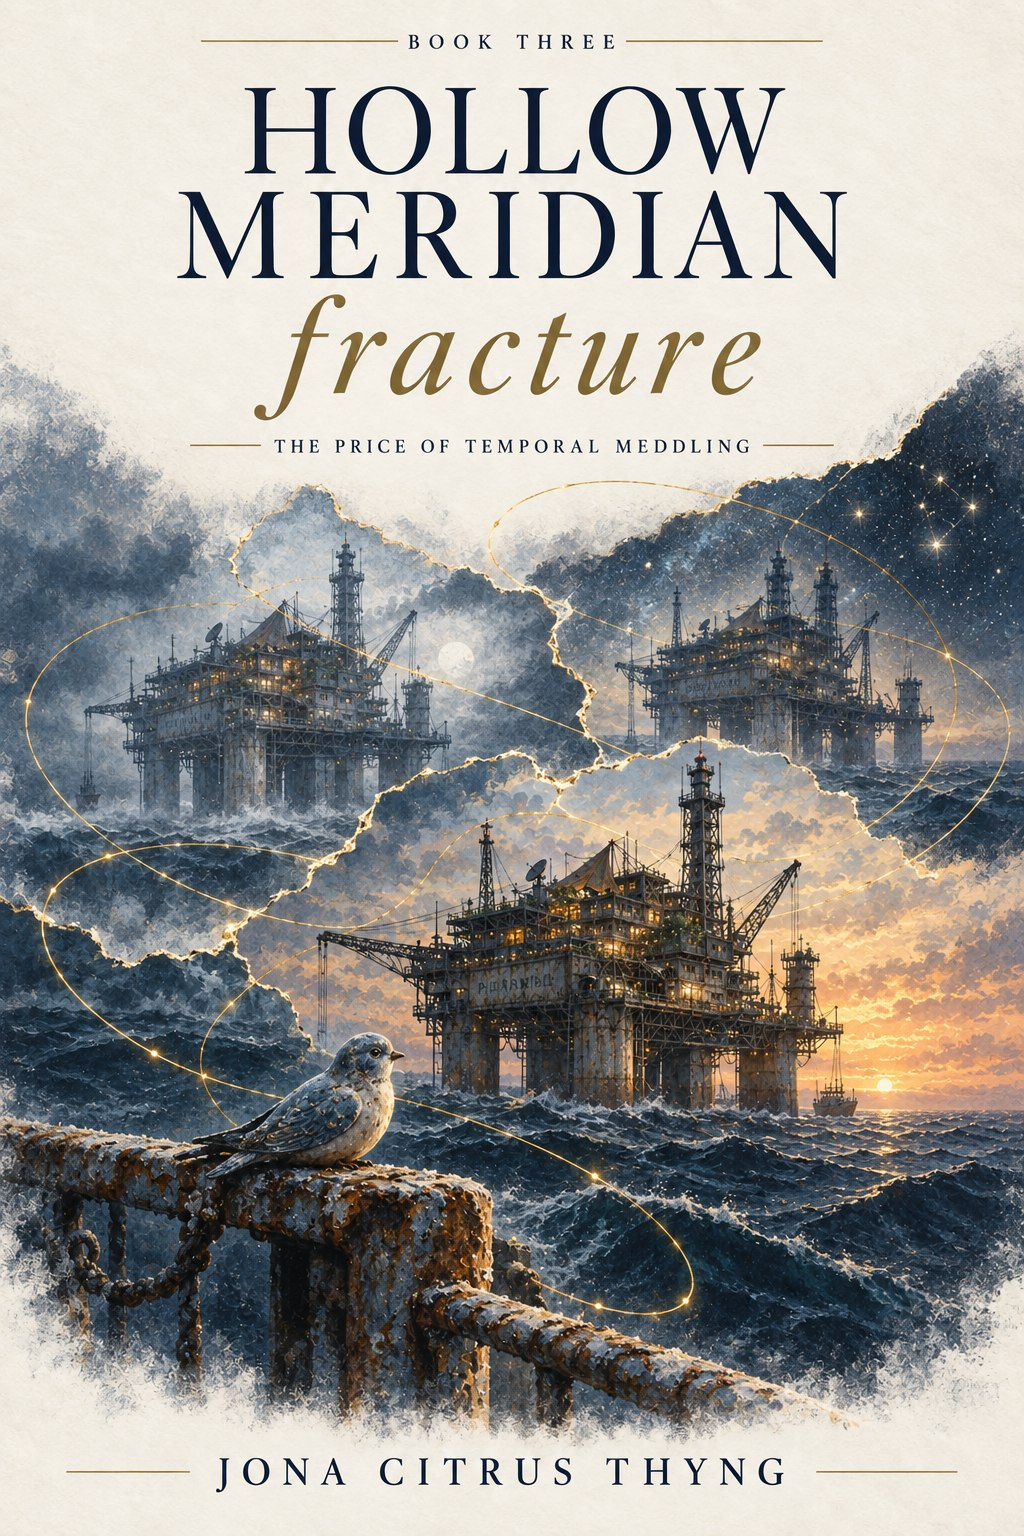 BOOK THREE
HOLLOW
MERIDIAN
fracture
THE PRICE OF TEMPORAL MEDDLING
JONA CITRUS THYNG